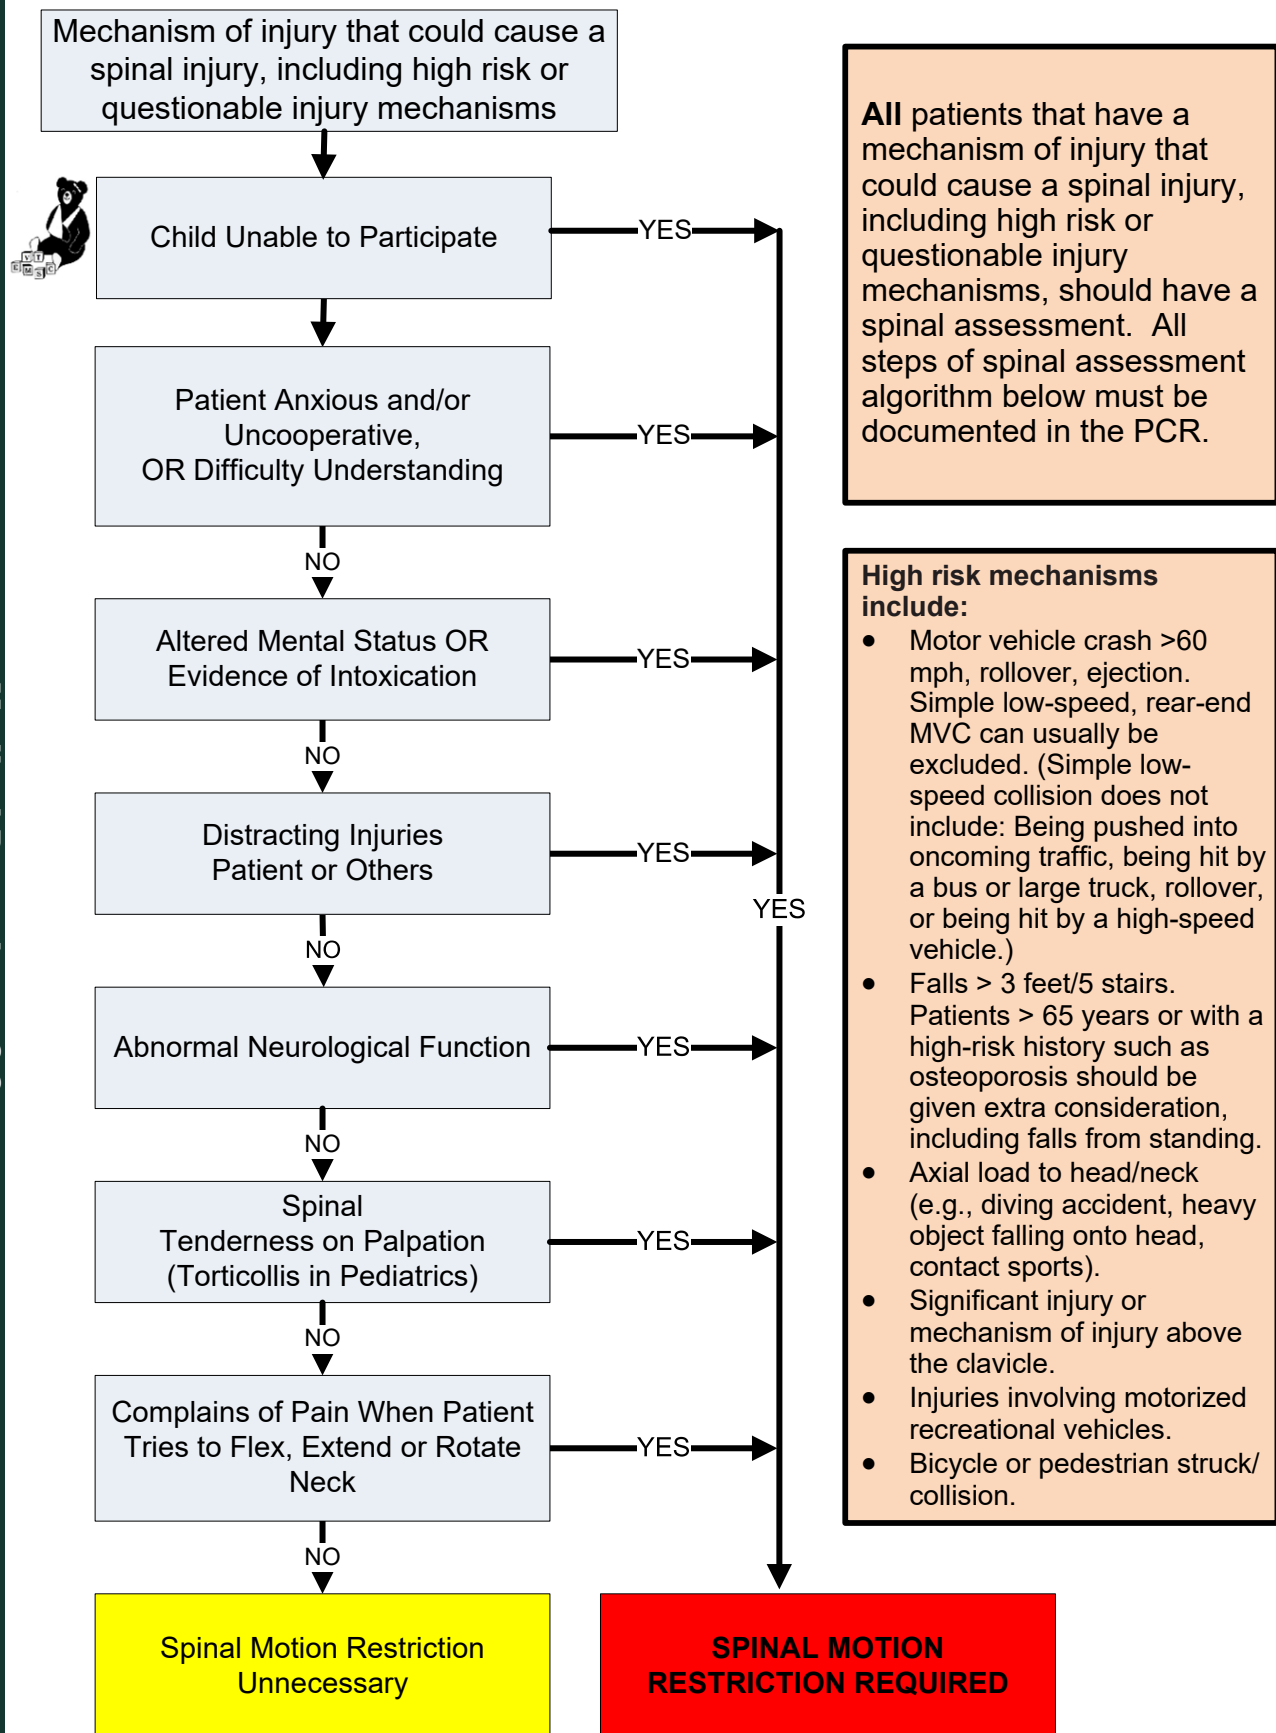 Mechanism of injury that could cause a
spinal injury, including high risk or
questionable injury mechanisms
Child Unable to Participate
YES
Patient Anxious and/or
Uncooperative,
OR Difficulty Understanding
YES
NO
Altered Mental Status OR
Evidence of Intoxication
YES
NO
Distracting Injuries
Patient or Others
YES
YES
NO
Abnormal Neurological Function
YES
NO
Spinal
Tenderness on Palpation
(Torticollis in Pediatrics)
YES
NO
Complains of Pain When Patient
Tries to Flex, Extend or Rotate
Neck
YES
NO
Spinal Motion Restriction
Unnecessary
SPINAL MOTION
RESTRICTION REQUIRED
All patients that have a
mechanism of injury that
could cause a spinal injury,
including high risk or
questionable injury
mechanisms, should have a
spinal assessment.  All
steps of spinal assessment
algorithm below must be
documented in the PCR.
High risk mechanisms
include:
• Motor vehicle crash >60
mph, rollover, ejection.
Simple low-speed, rear-end
MVC can usually be
excluded. (Simple low-
speed collision does not
include: Being pushed into
oncoming traffic, being hit by
a bus or large truck, rollover,
or being hit by a high-speed
vehicle.)
• Falls > 3 feet/5 stairs.
Patients > 65 years or with a
high-risk history such as
osteoporosis should be
given extra consideration,
including falls from standing.
• Axial load to head/neck
(e.g., diving accident, heavy
object falling onto head,
contact sports).
• Significant injury or
mechanism of injury above
the clavicle.
• Injuries involving motorized
recreational vehicles.
• Bicycle or pedestrian struck/
collision.
V T
E M S C